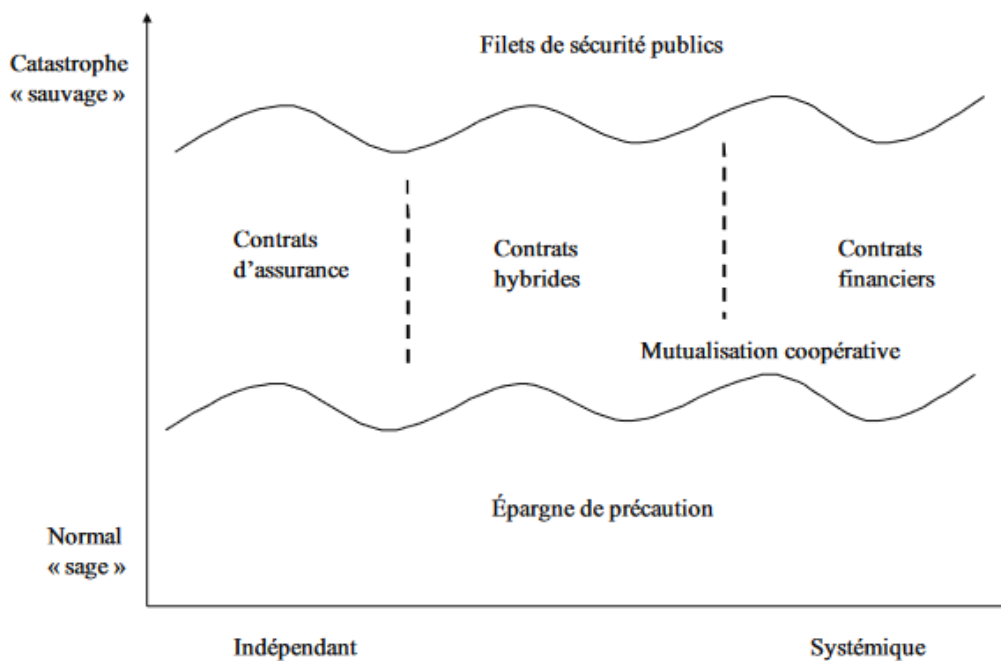 Filets de sécurité publics
Catastrophe
« sauvage »
Contrats
d’assurance
Contrats
hybrides
Contrats
financiers
Mutualisation coopérative
Épargne de précaution
Normal
« sage »
Indépendant
Systémique